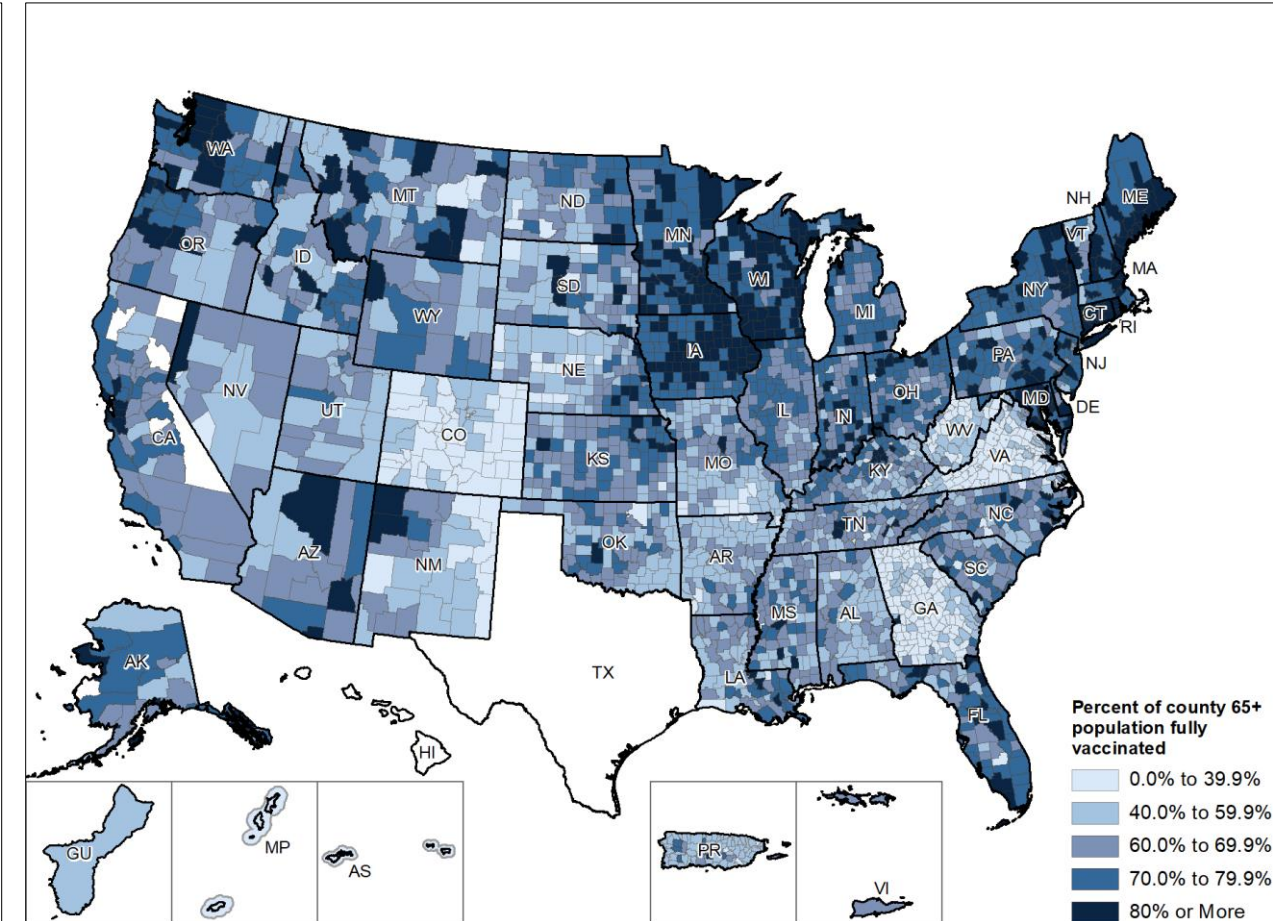 WA
MT
ND
MN
NH
VT
ME
OR
ID
SD
WI
NY
MA
WY
MI
CT
RI
IA
PA
NJ
NE
NV
UT
IL
IN
OH
MD
DE
CO
WV
CA
KS
MO
KY
VA
TN
NC
AZ
NM
OK
AR
SC
MS
AL
GA
AK
TX
LA
FL
HI
GU
MP
AS
PR
VI
Percent of county 65+
population fully
vaccinated
0.0% to 39.9%
40.0% to 59.9%
60.0% to 69.9%
70.0% to 79.9%
80% or More